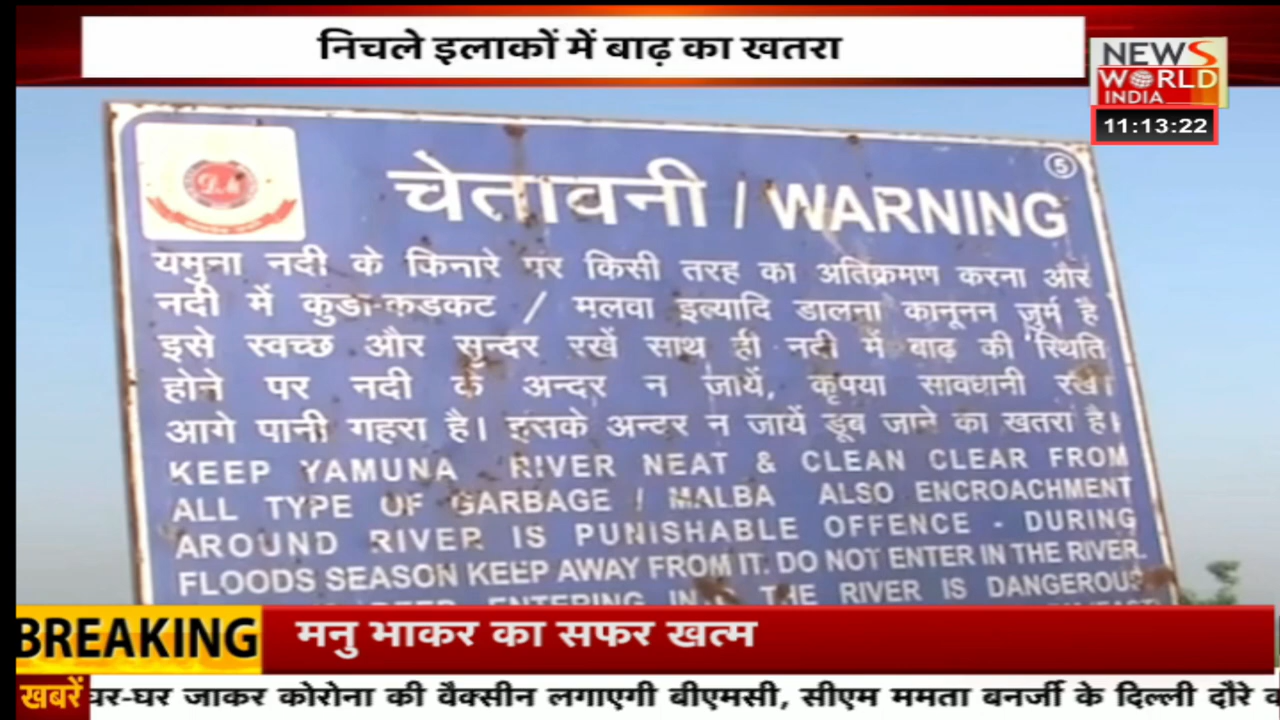 निचले इलाकों में बाढ़ का खतरा
NEWS
WORLD
INDIA
11:13:22
5
चेतावनी / WARNING
यमुना नदी के किनारे पर किसी तरह का अतिक्रमण करना और
नदी में कुडा-कडकट / मलवा इत्यादि डालना कानूनन जुर्म है
इसे स्वच्छ और सुन्दर रखें साथ ही नदी में बाढ़ की स्थिति
होने पर नदी के अन्दर न जायें, कृपया सावधानी रखें।
आगे पानी गहरा है। इसके अन्दर न जायें डूब जाने का खतरा है।
KEEP YAMUNA RIVER NEAT & CLEAN CLEAR FROM
ALL TYPE OF GARBAGE / MALBA ALSO ENCROACHMENT
AROUND RIVER IS PUNISHABLE OFFENCE - DURING
FLOODS SEASON KEEP AWAY FROM IT. DO NOT ENTER IN THE RIVER.
ENTERING THE RIVER IS DANGEROUS
BREAKING मनु भाकर का सफर खत्म
खबरें घर-घर जाकर कोरोना की वैक्सीन लगाएगी बीएमसी, सीएम ममता बनर्जी के दिल्ली दौरे